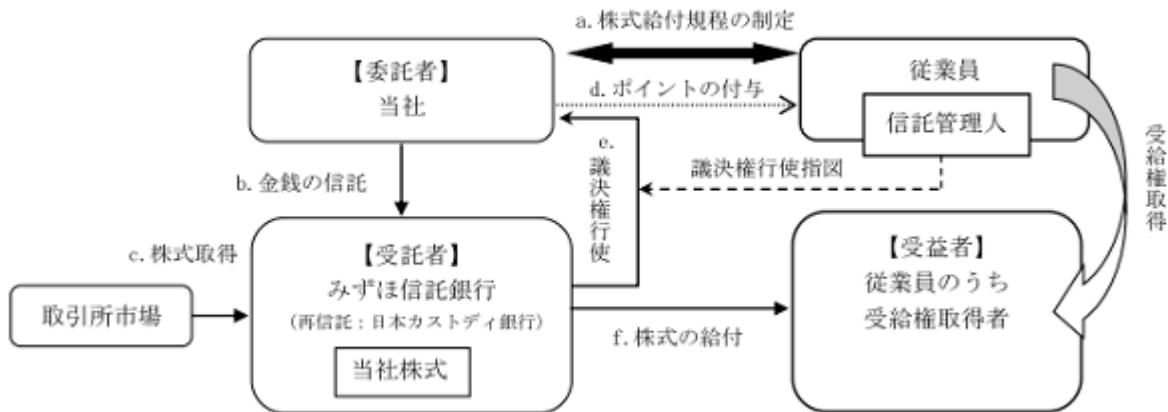 a. 株式給付規程の制定
【委託者】
当社
従業員
d. ポイントの付与
信託管理人
e. 議決権行使
議決権行使指図
受給権取得
b. 金銭の信託
c. 株式取得
【受託者】
みずほ信託銀行
(再信託：日本カストディ銀行)
当社株式
取引所市場
【受益者】
従業員のうち
受給権取得者
f. 株式の給付